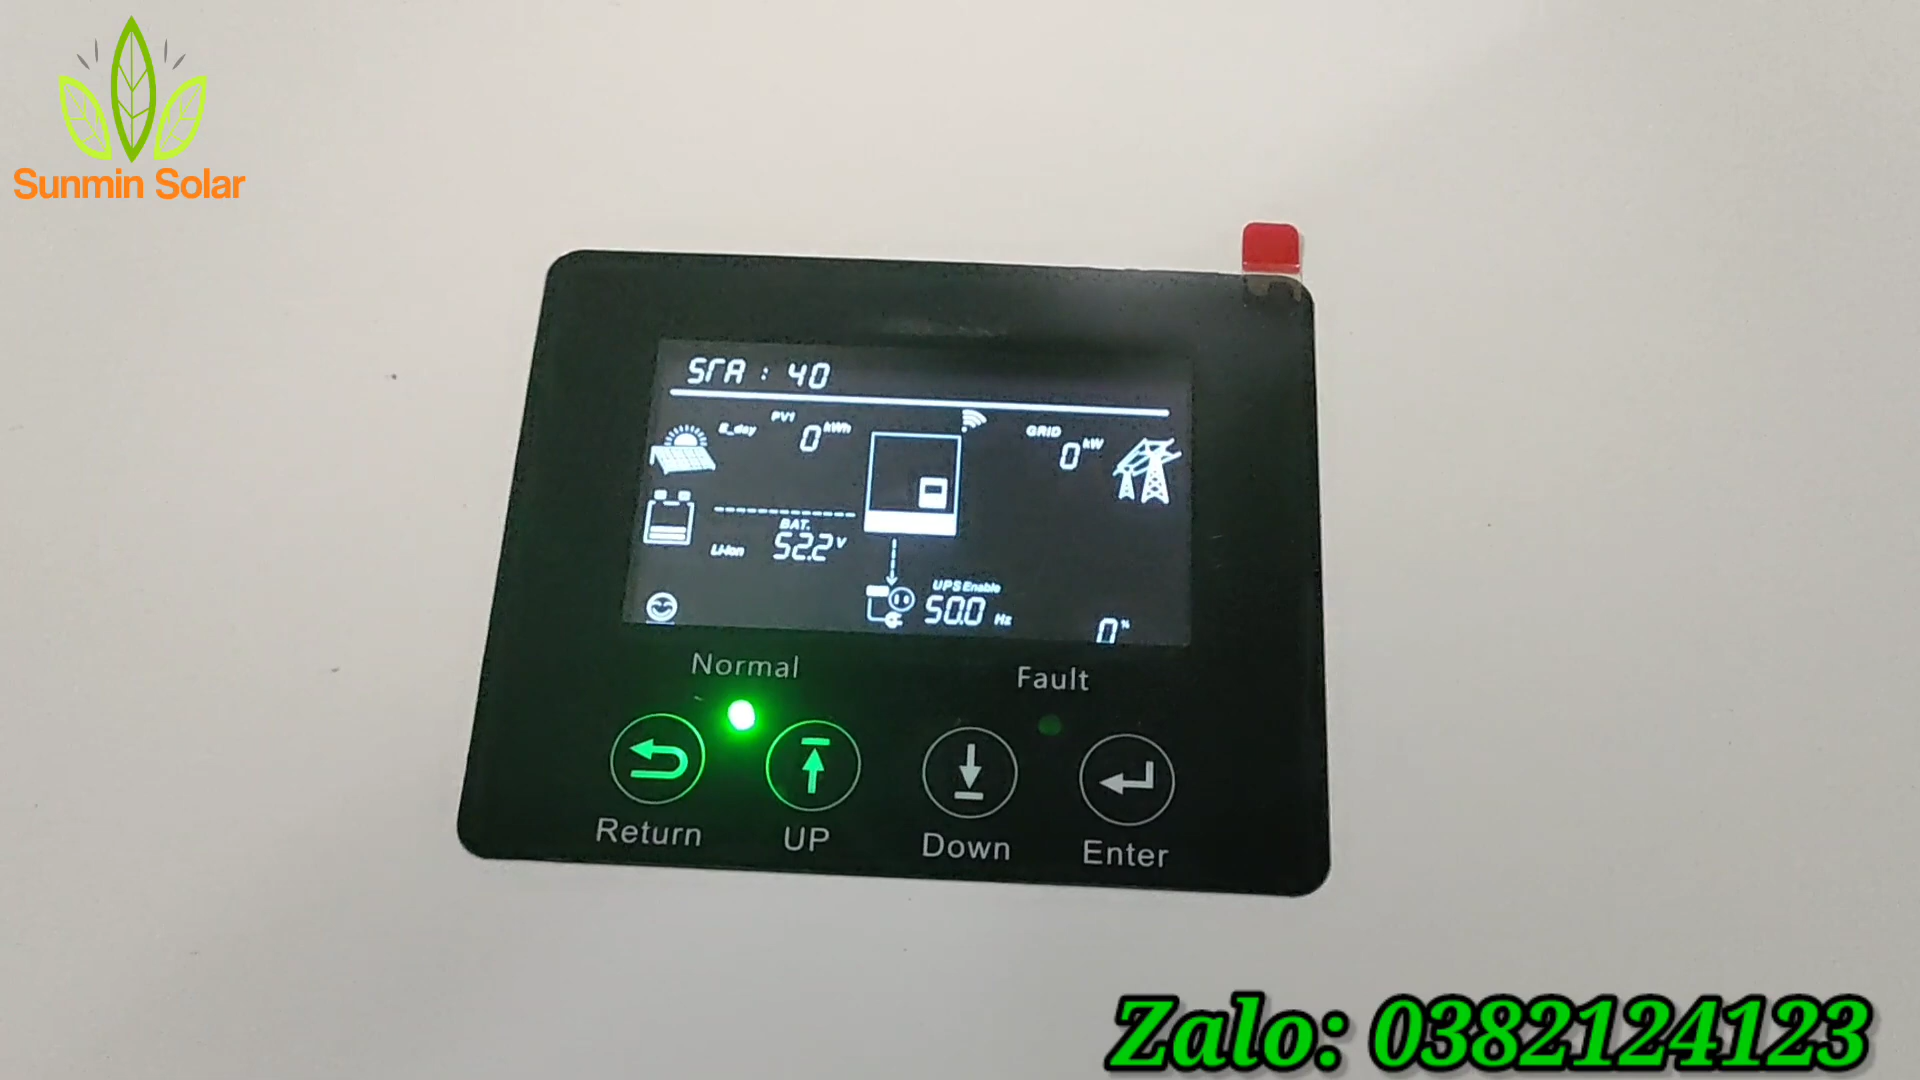 Sunmin Solar
STA : 40
PV1
E_day 0 kWh
GRID
0 kW
BAT.
Li-ion 52.2 V
UPS Enable
50.0 Hz
0 %
Normal
Fault
Return
UP
Down
Enter
Zalo: 0382124123